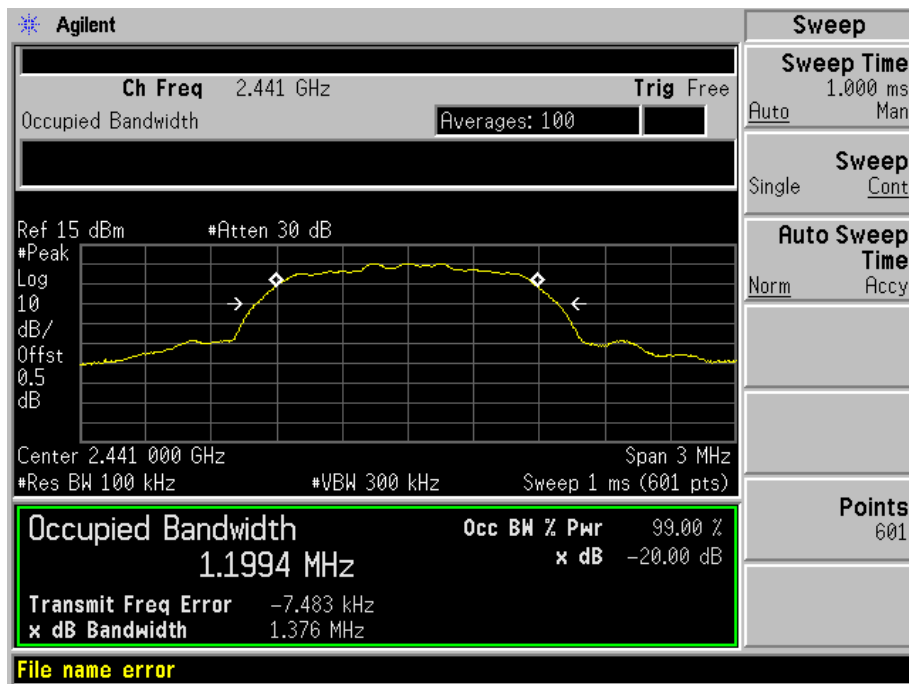 Agilent
Sweep
Ch Freq 2.441 GHz Trig Free
Occupied Bandwidth Averages: 100
Ref 15 dBm #Atten 30 dB
#Peak
Log
10
dB/
Offst
0.5
dB
Center 2.441 000 GHz Span 3 MHz
#Res BW 100 kHz #VBW 300 kHz Sweep 1 ms (601 pts)
Occupied Bandwidth
1.1994 MHz
Occ BW % Pwr 99.00 %
x dB -20.00 dB
Transmit Freq Error -7.483 kHz
x dB Bandwidth 1.376 MHz
File name error
Sweep Time
1.000 ms
Auto Man
Sweep
Single Cont
Auto Sweep
Time
Norm Accy
Points
601